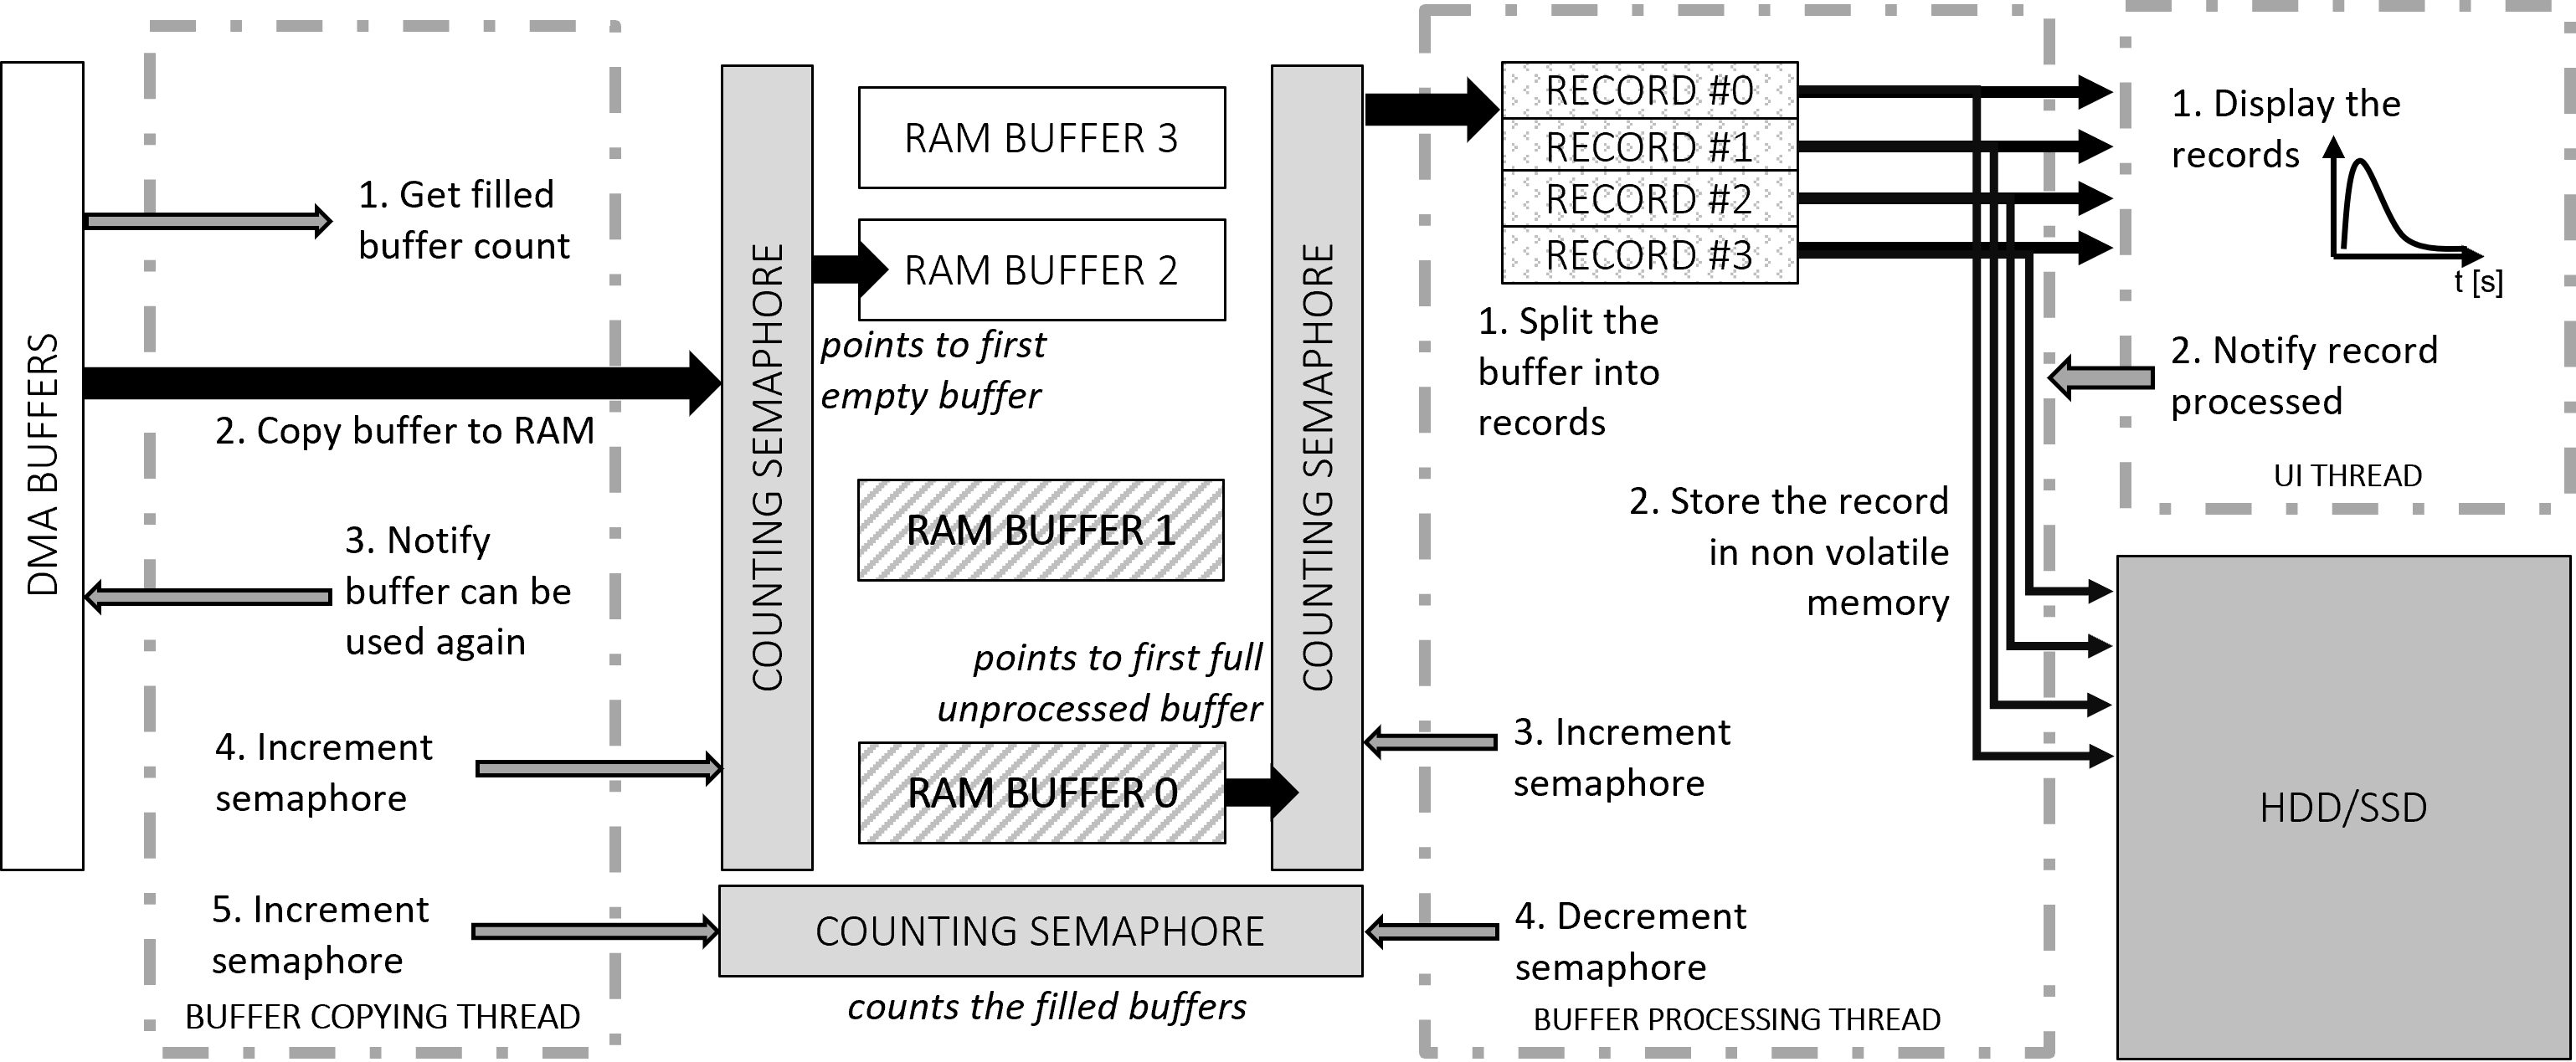 DMA BUFFERS
1. Get filled
buffer count
2. Copy buffer to RAM
3. Notify
buffer can be
used again
4. Increment
semaphore
5. Increment
semaphore
BUFFER COPYING THREAD
COUNTING SEMAPHORE
RAM BUFFER 3
RAM BUFFER 2
points to first
empty buffer
RAM BUFFER 1
points to first full
unprocessed buffer
RAM BUFFER 0
COUNTING SEMAPHORE
COUNTING SEMAPHORE
counts the filled buffers
RECORD #0
RECORD #1
RECORD #2
RECORD #3
1. Split the
buffer into
records
2. Store the record
in non volatile
memory
3. Increment
semaphore
4. Decrement
semaphore
BUFFER PROCESSING THREAD
1. Display the
records
t [s]
2. Notify record
processed
UI THREAD
HDD/SSD